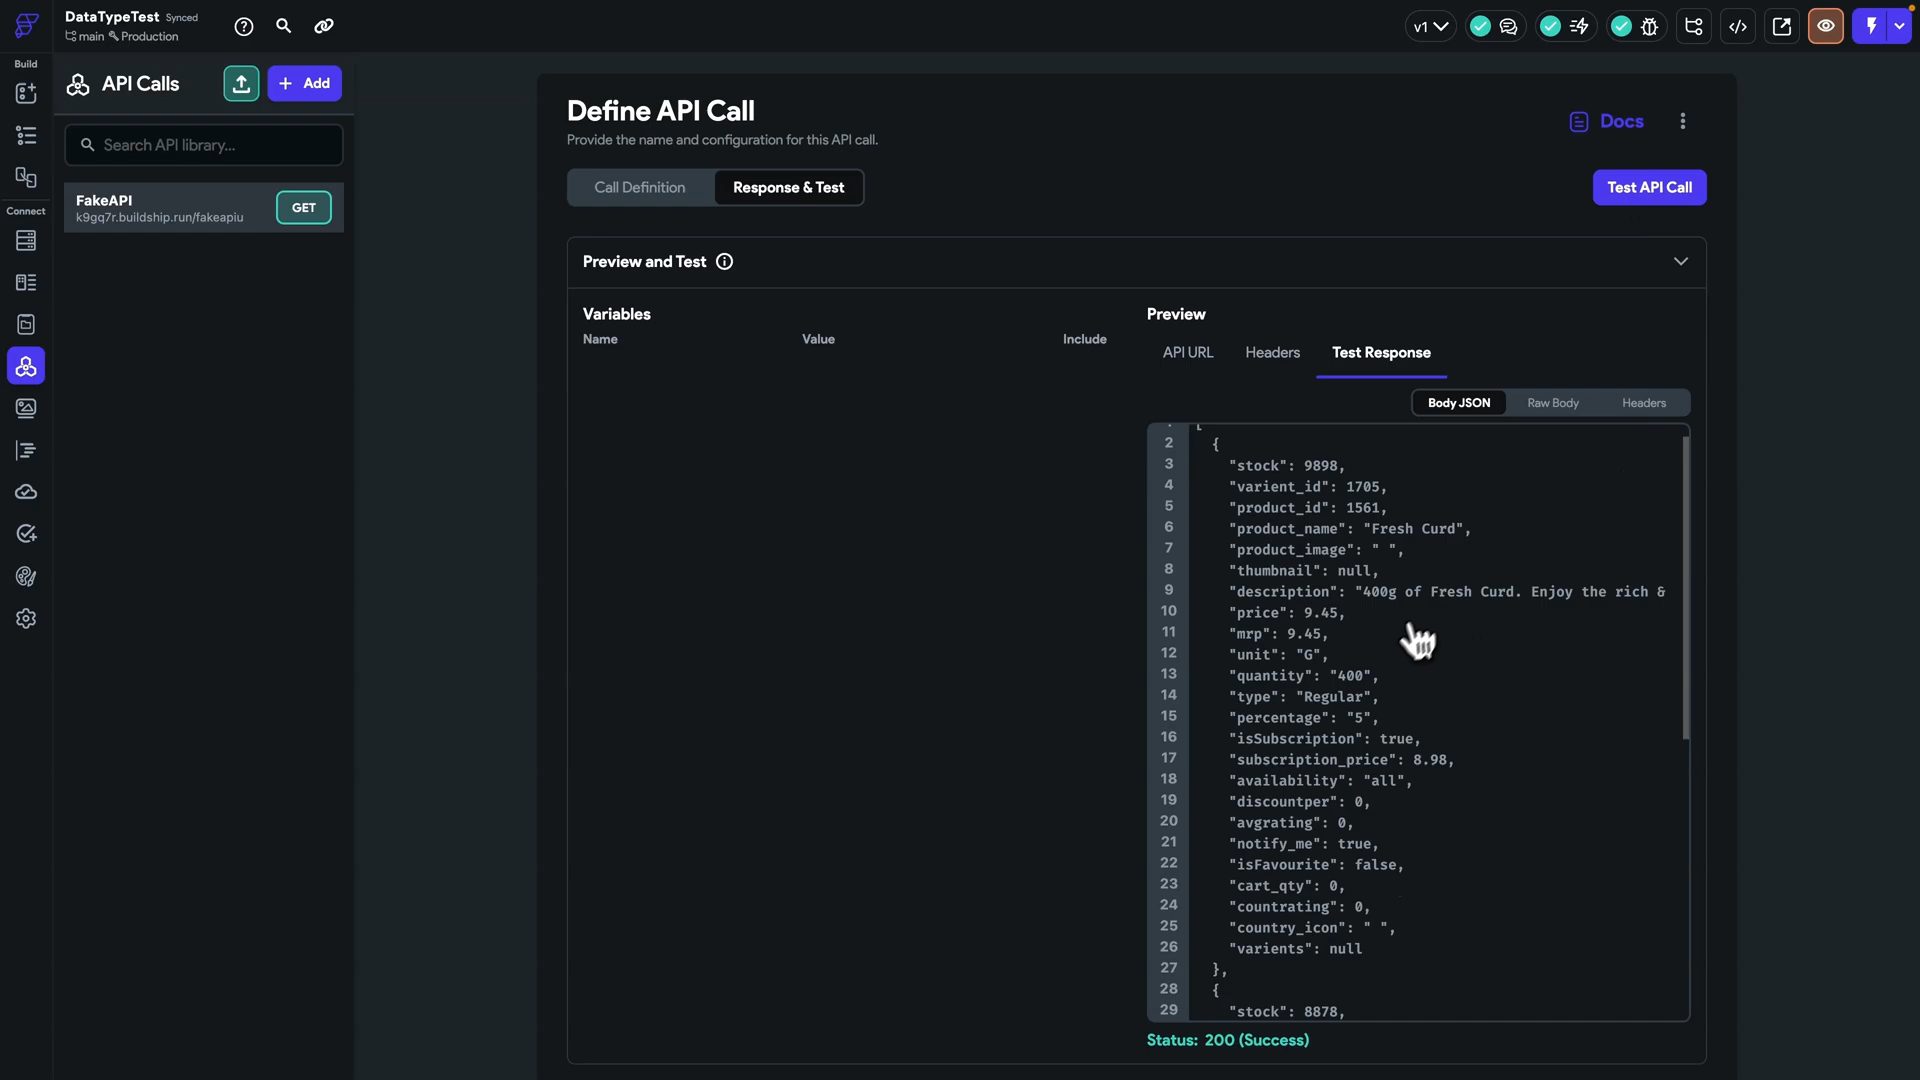 DataTypeTest Synced
main Production
v1
Build
API Calls
Add
Search API library...
FakeAPI
k9gq7r.buildship.run/fakeapiu
GET
Connect
Define API Call
Provide the name and configuration for this API call.
Docs
Call Definition
Response & Test
Test API Call
Preview and Test
Variables
Name
Value
Include
Preview
API URL
Headers
Test Response
Body JSON
Raw Body
Headers
[
2 {
3 "stock": 9898,
4 "varient_id": 1705,
5 "product_id": 1561,
6 "product_name": "Fresh Curd",
7 "product_image": " ",
8 "thumbnail": null,
9 "description": "400g of Fresh Curd. Enjoy the rich &
10 "price": 9.45,
11 "mrp": 9.45,
12 "unit": "G",
13 "quantity": "400",
14 "type": "Regular",
15 "percentage": "5",
16 "isSubscription": true,
17 "subscription_price": 8.98,
18 "availability": "all",
19 "discountper": 0,
20 "avgrating": 0,
21 "notify_me": true,
22 "isFavourite": false,
23 "cart_qty": 0,
24 "countrating": 0,
25 "country_icon": " ",
26 "varients": null
27 },
28 {
29 "stock": 8878,
Status: 200 (Success)